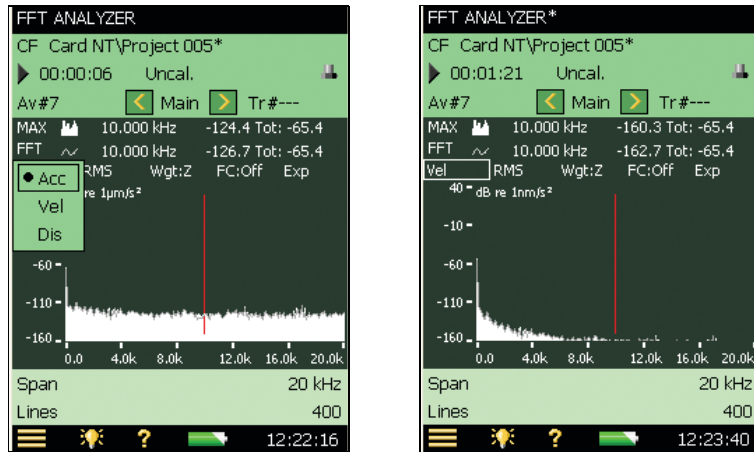 FFT ANALYZER
CF Card NT\Project 005*
00:00:06 Uncal.
Av#7 < Main > Tr#---
MAX 10.000 kHz -124.4 Tot: -65.4
FFT 10.000 kHz -126.7 Tot: -65.4
RMS Wgt:Z FC:Off Exp
Acc
Vel
Dis
re 1µm/s²
-60
-110
-160
0.0 4.0k 8.0k 12.0k 16.0k 20.0k
Span 20 kHz
Lines 400
? 12:22:16
FFT ANALYZER*
CF Card NT\Project 005*
00:01:21 Uncal.
Av#7 < Main > Tr#---
MAX 10.000 kHz -160.3 Tot: -65.4
FFT 10.000 kHz -162.7 Tot: -65.4
Vel RMS Wgt:Z FC:Off Exp
40 dB re 1nm/s²
-10
-60
-110
-160
0.0 4.0k 8.0k 12.0k 16.0k 20.0k
Span 20 kHz
Lines 400
? 12:23:40